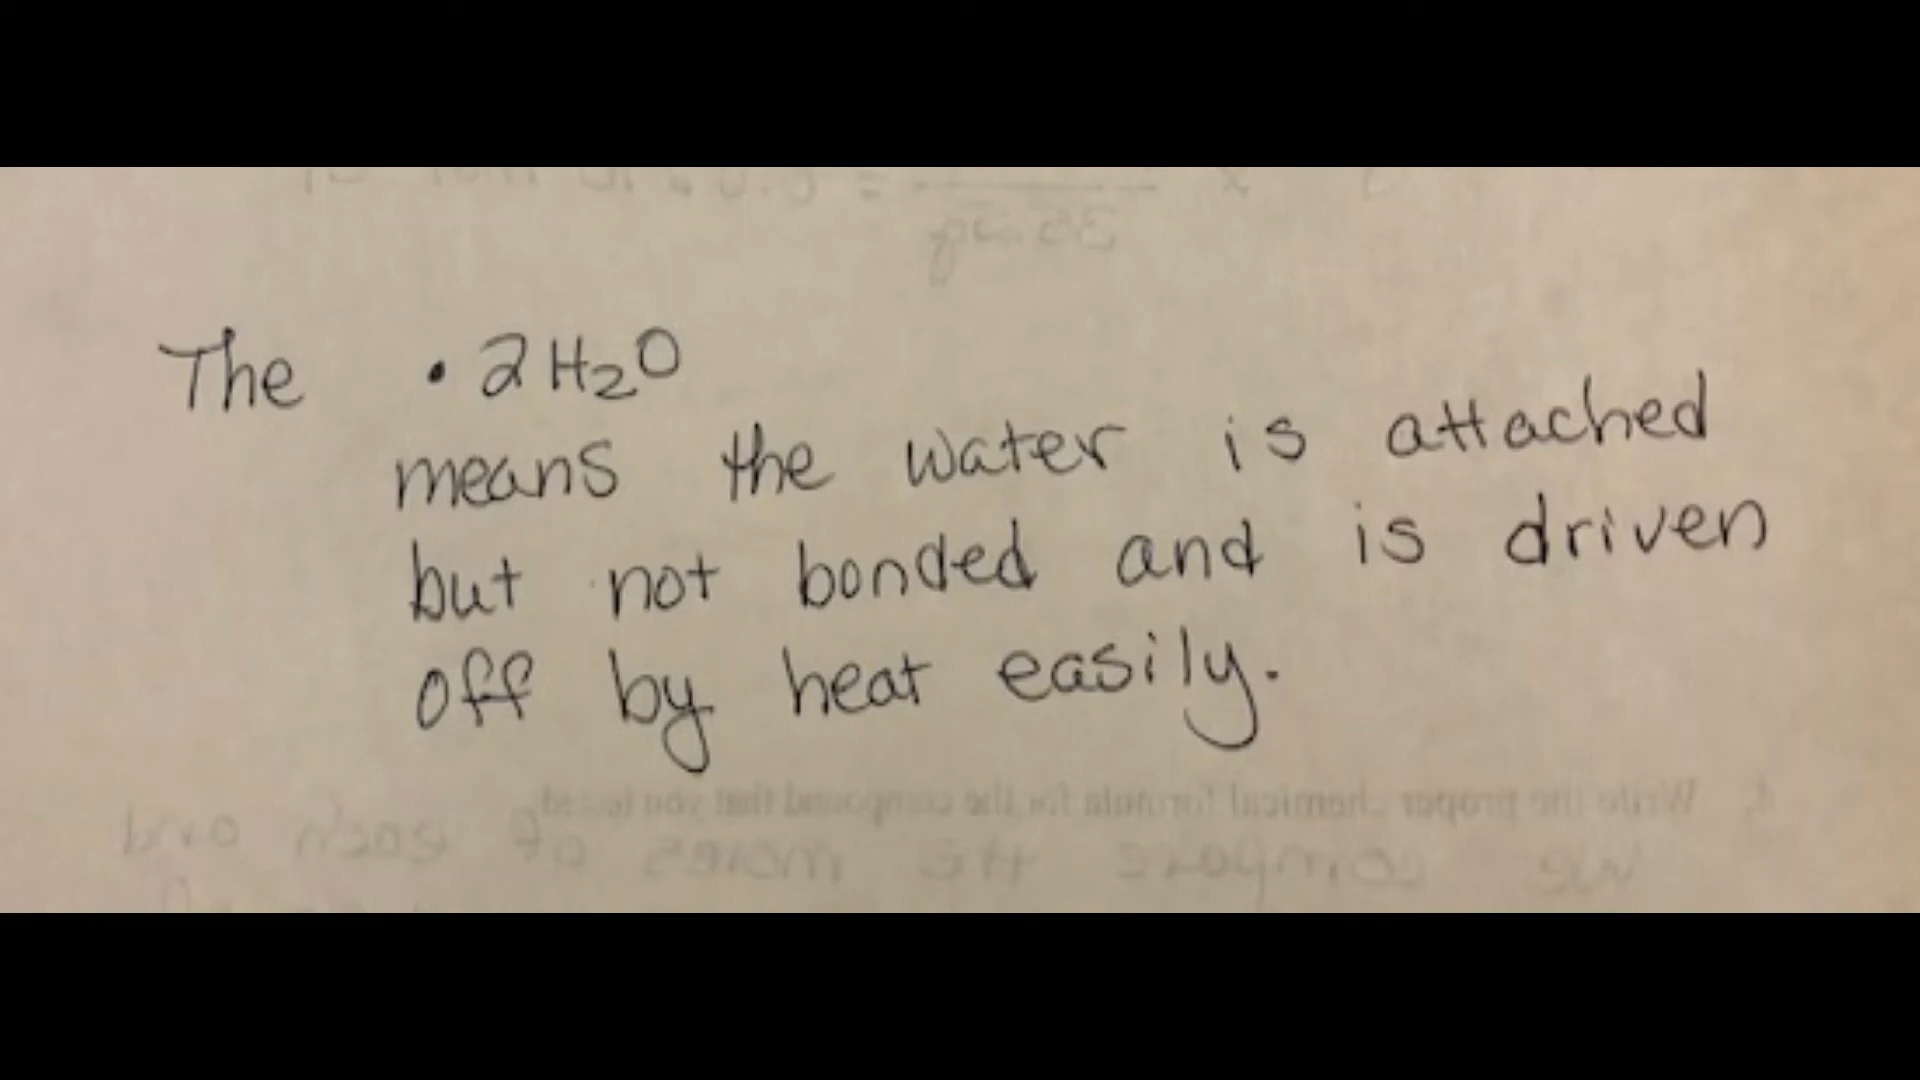 The • 2H₂O
means the water is attached
but not bonded and is driven
off by heat easily.